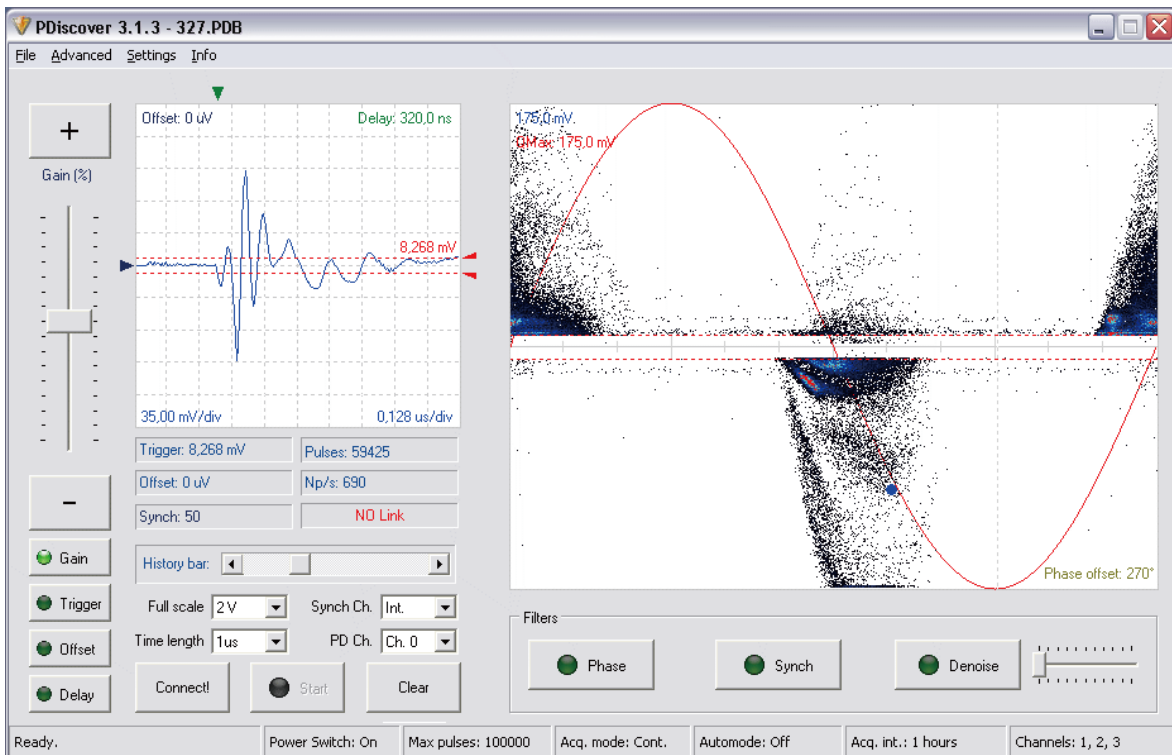 PDiscover 3.1.3 - 327.PDB
File Advanced Settings Info
+
Gain (%)
-
Offset: 0 uV
Delay: 320,0 ns
8,268 mV
35,00 mV/div
0,128 us/div
175,0 mV.
QMax: 175,0 mV
Phase offset: 270°
Trigger: 8,268 mV
Pulses: 59425
Offset: 0 uV
Np/s: 690
Synch: 50
NO Link
History bar:
Gain
Trigger
Offset
Delay
Full scale 2 V
Synch Ch. Int.
Time length 1us
PD Ch. Ch. 0
Connect!
Start
Clear
Filters
Phase
Synch
Denoise
Ready.
Power Switch: On
Max pulses: 100000
Acq. mode: Cont.
Automode: Off
Acq. int.: 1 hours
Channels: 1, 2, 3